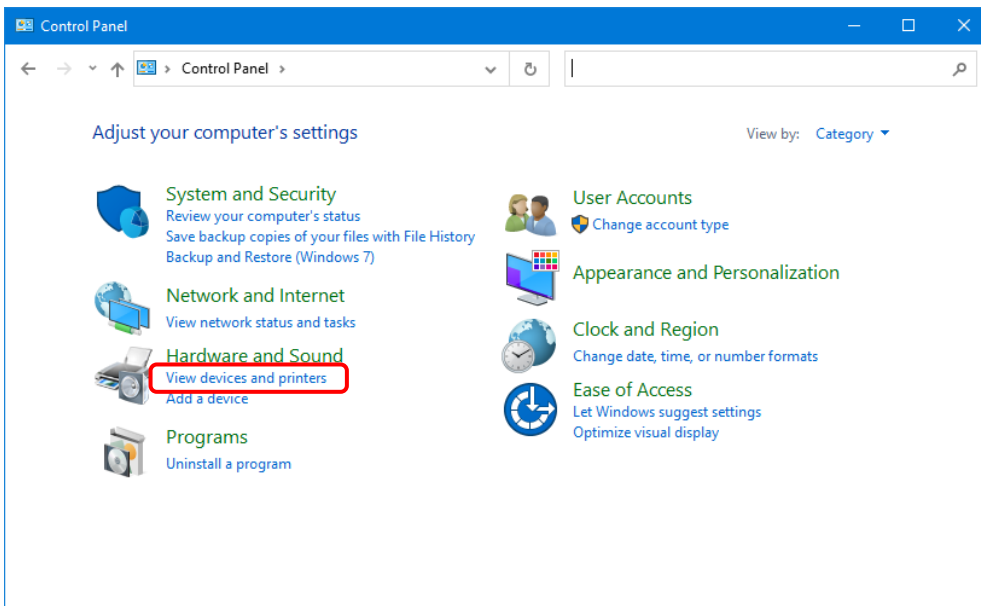 Control Panel
Control Panel
Adjust your computer's settings
View by: Category
System and Security
Review your computer's status
Save backup copies of your files with File History
Backup and Restore (Windows 7)
Network and Internet
View network status and tasks
Hardware and Sound
View devices and printers
Add a device
Programs
Uninstall a program
User Accounts
Change account type
Appearance and Personalization
Clock and Region
Change date, time, or number formats
Ease of Access
Let Windows suggest settings
Optimize visual display